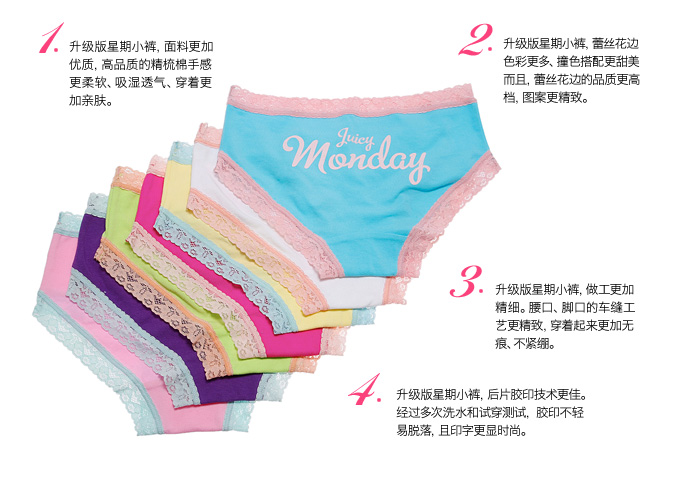 1.
升级版星期小裤, 面料更加
优质, 高品质的精梳棉手感
更柔软、吸湿透气、穿着更
加亲肤。
2.
升级版星期小裤, 蕾丝花边
色彩更多、撞色搭配更甜美
而且, 蕾丝花边的品质更高
档, 图案更精致。
Juicy
Monday
3.
升级版星期小裤, 做工更加
精细。腰口、脚口的车缝工
艺更精致, 穿着起来更加无
痕、不紧绷。
4.
升级版星期小裤, 后片胶印技术更佳。
经过多次洗水和试穿测试, 胶印不轻
易脱落, 且印字更显时尚。